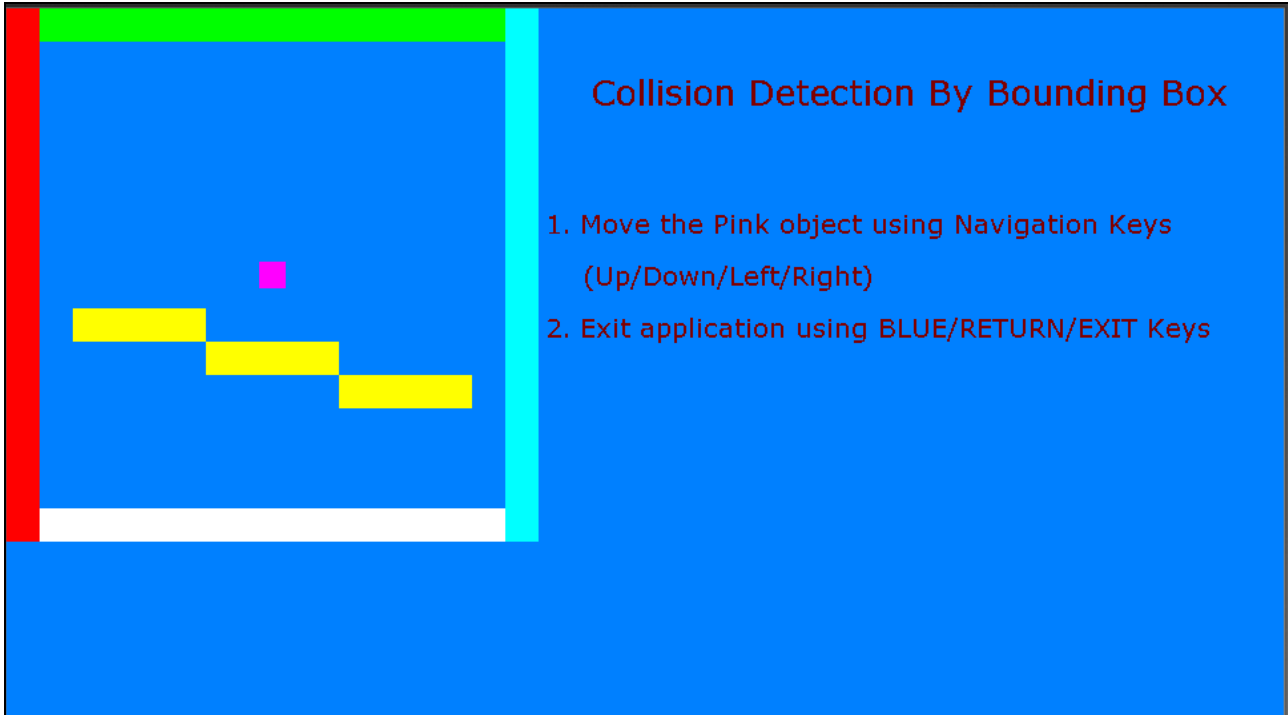 Collision Detection By Bounding Box
1. Move the Pink object using Navigation Keys
(Up/Down/Left/Right)
2. Exit application using BLUE/RETURN/EXIT Keys